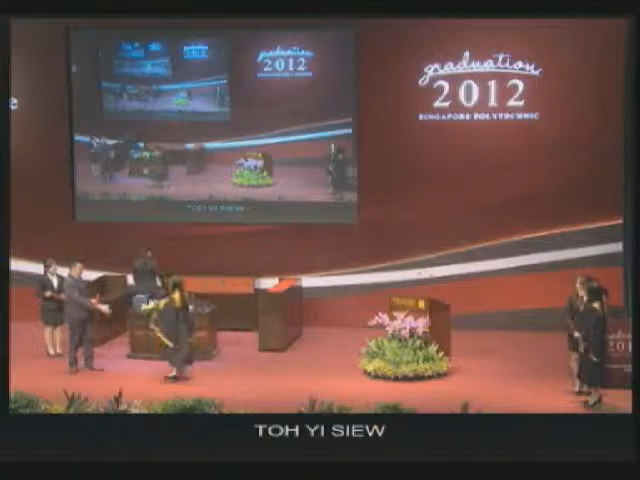 graduation
2012
SINGAPORE POLYTECHNIC
graduation
2012
TOH YI SIEW
e
TOH YI SIEW